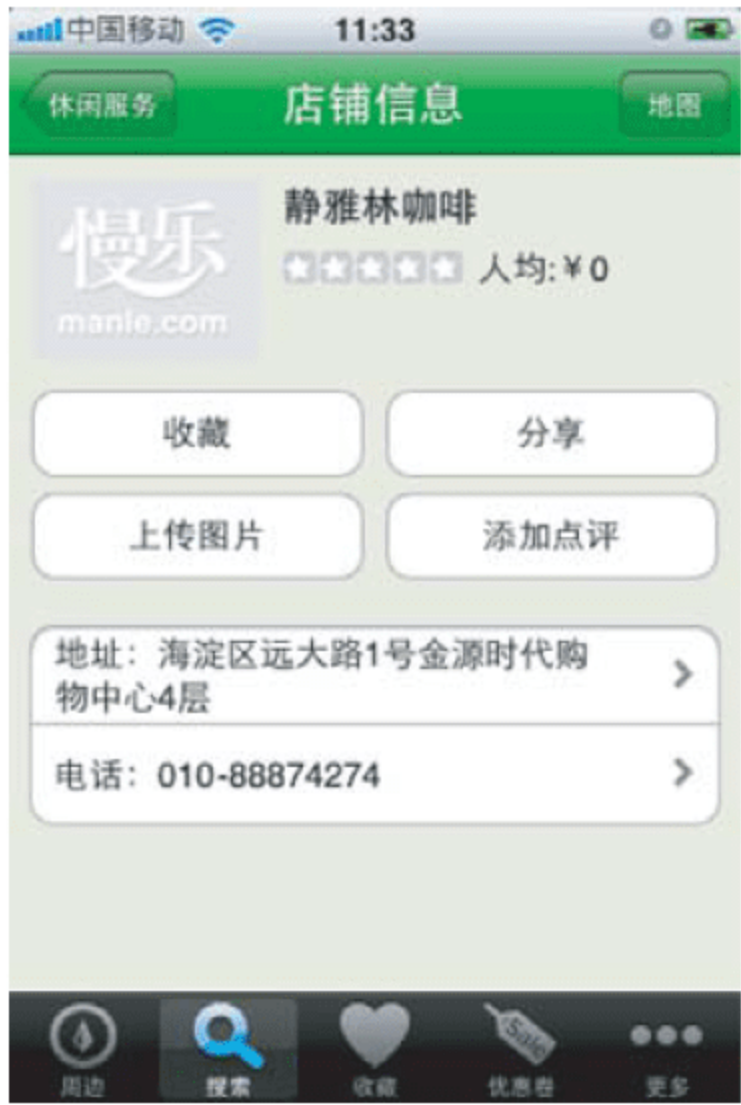 中国移动 11:33
休闲服务 店铺信息 地图
慢乐
manle.com
静雅林咖啡
人均:¥0
收藏 分享
上传图片 添加点评
地址：海淀区远大路1号金源时代购
物中心4层
电话：010-88874274
Sale
周边 搜索 收藏 优惠卷 更多